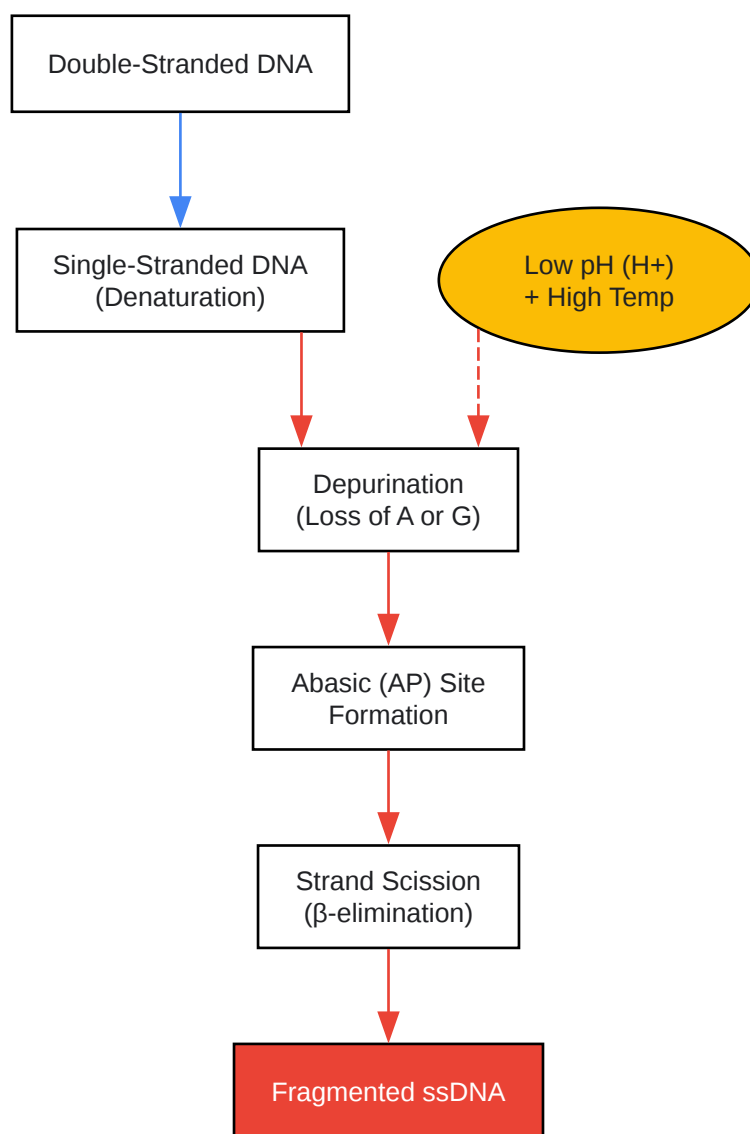 Double-Stranded DNA
Single-Stranded DNA
(Denaturation)
Low pH (H+)
+ High Temp
Depurination
(Loss of A or G)
Abasic (AP) Site
Formation
Strand Scission
(β-elimination)
Fragmented ssDNA